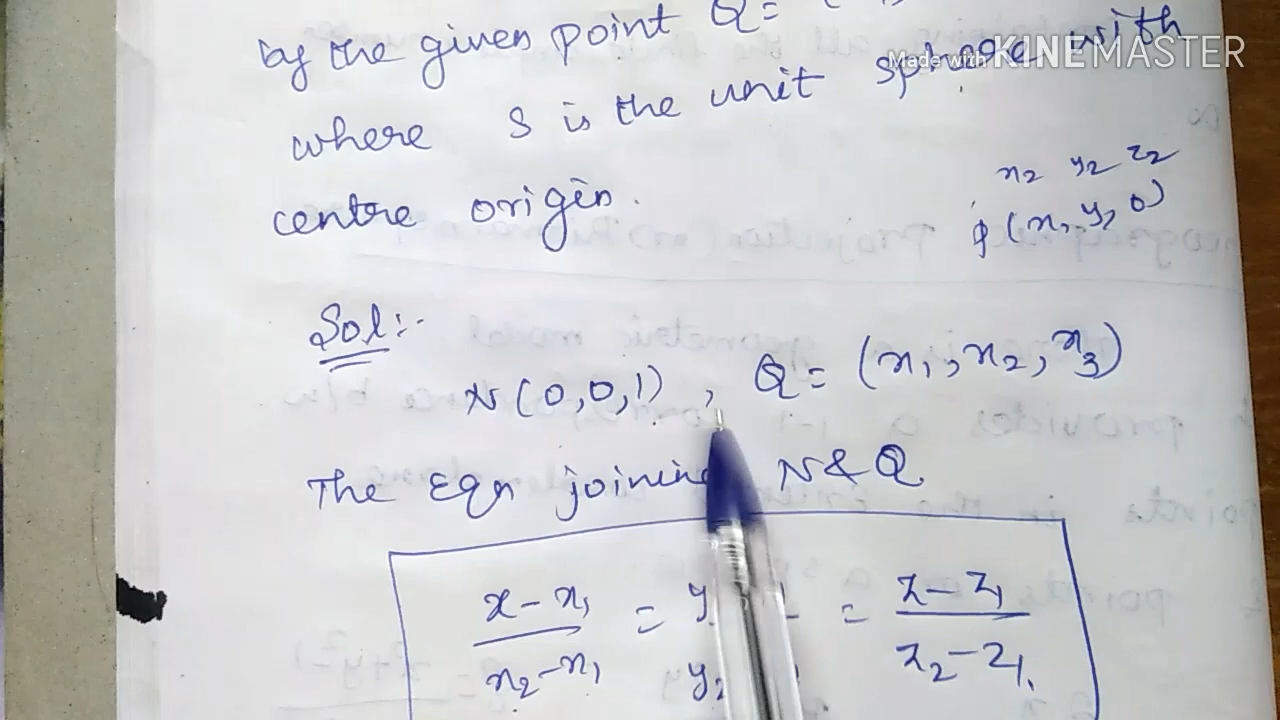 by the given point Q = (
Made with KINEMASTER
where S is the unit sphere with
centre origin.
x2 y2 z2
p (x, y, 0)
Sol:-
N (0,0,1) , Q = (x1, x2, x3)
The Eqn joining N & Q
x - x1 / x2 - x1 = y / y2 = z - z1 / z2 - z1